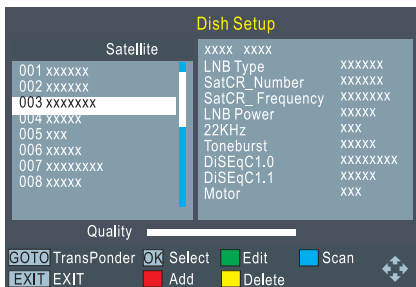 Dish Setup
Satellite
001 xxxxxx
002 xxxxxx
003 xxxxxxx
004 xxxxx
005 xxx
006 xxxxx
007 xxxxxxxx
008 xxxxx
xxxx xxxx
LNB Type xxxxxx
SatCR_Number xxxxxx
SatCR_ Frequency xxxxxxx
LNB Power xxxxx
22KHz xxx
Toneburst xxxxx
DiSEqC1.0 xxxxxxxx
DiSEqC1.1 xxxxx
Motor xxx
Quality
GOTO TransPonder OK Select Edit Scan
EXIT EXIT Add Delete